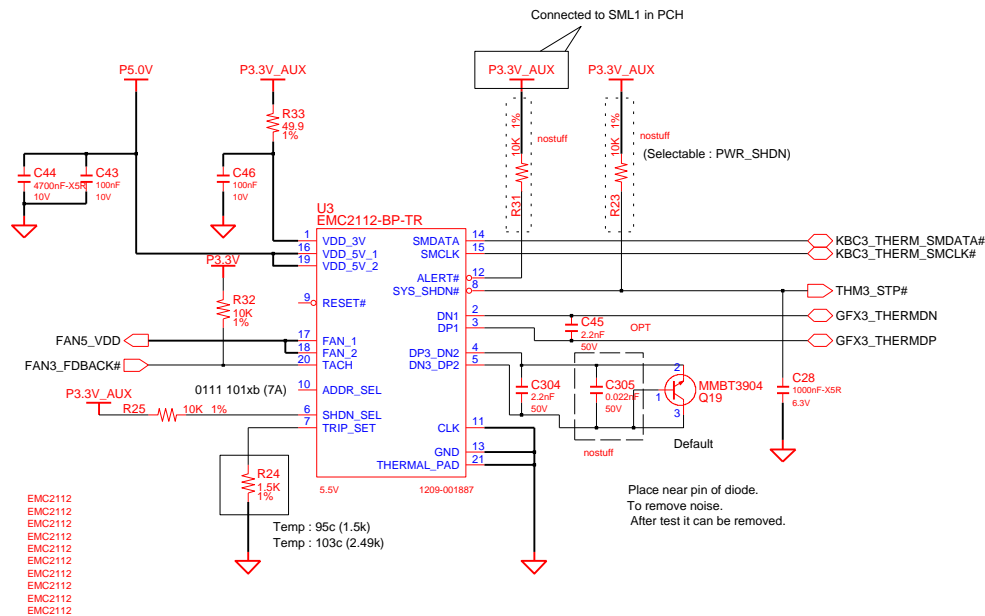 Connected to SML1 in PCH
P5.0V
P3.3V_AUX
P3.3V_AUX
P3.3V_AUX
R33
49.9
1%
10K 1%
nostuff
10K 1%
nostuff
(Selectable : PWR_SHDN)
C44
4700nF-X5R
10V
C43
100nF
10V
C46
100nF
10V
R31
R23
U3
EMC2112-BP-TR
1
VDD_3V
16
VDD_5V_1
19
VDD_5V_2
9
RESET#
17
FAN_1
18
FAN_2
20
TACH
10
ADDR_SEL
6
SHDN_SEL
7
TRIP_SET
SMDATA
14
SMCLK
15
ALERT#
12
SYS_SHDN#
8
DN1
2
DP1
3
DP3_DN2
4
DN3_DP2
5
CLK
11
GND
13
THERMAL_PAD
21
5.5V
1209-001887
P3.3V
R32
10K
1%
FAN5_VDD
FAN3_FDBACK#
0111 101xb (7A)
P3.3V_AUX
R25
10K 1%
R24
1.5K
1%
Temp : 95c (1.5k)
Temp : 103c (2.49k)
KBC3_THERM_SMDATA#
KBC3_THERM_SMCLK#
THM3_STP#
GFX3_THERMDN
GFX3_THERMDP
C45
2.2nF
50V
OPT
C304
2.2nF
50V
C305
0.022nF
50V
nostuff
2
1
3
MMBT3904
Q19
Default
C28
1000nF-X5R
6.3V
Place near pin of diode.
To remove noise.
After test it can be removed.
EMC2112
EMC2112
EMC2112
EMC2112
EMC2112
EMC2112
EMC2112
EMC2112
EMC2112
EMC2112